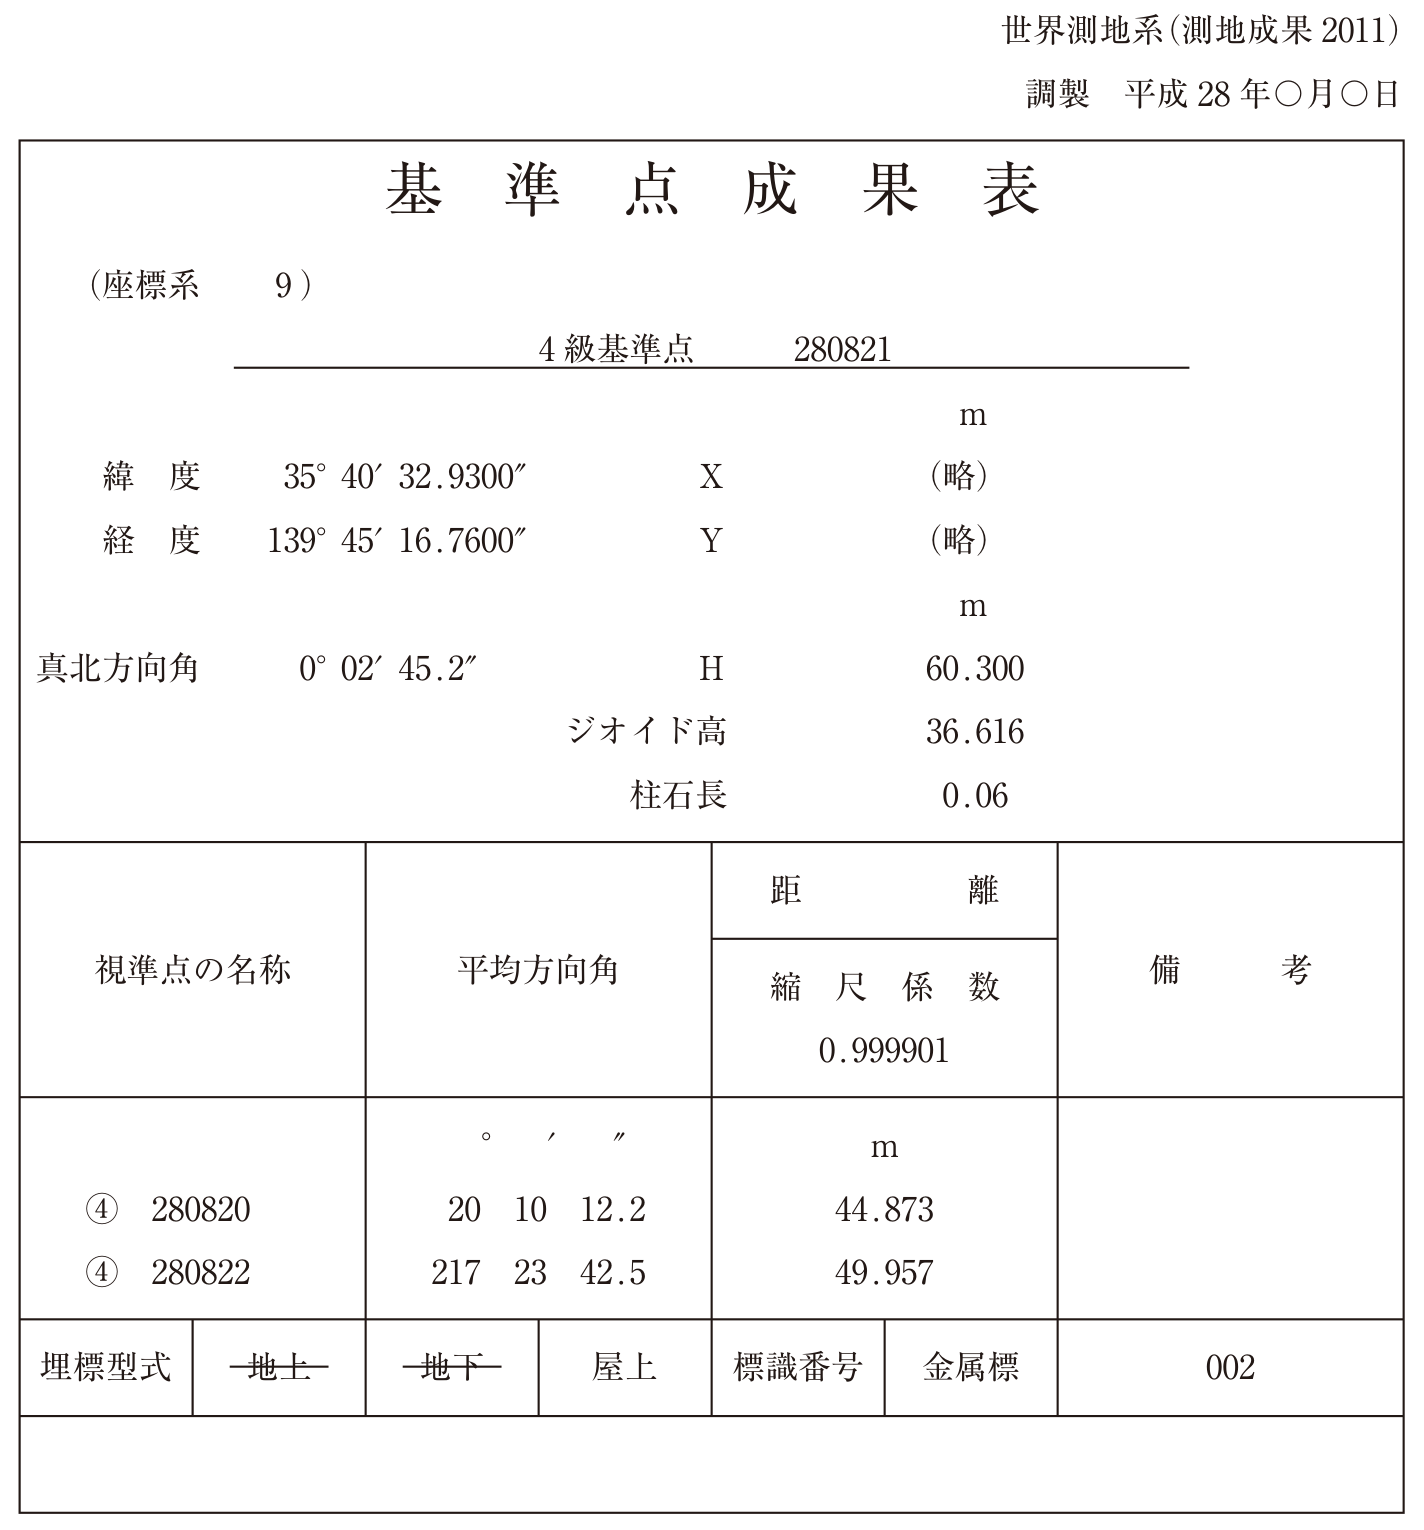 世界測地系(測地成果 2011)
調製　平成 28 年○月○日
基準点成果表
(座標系　9)
4 級基準点　280821
m
緯　度　35° 40′ 32.9300″　X　(略)
経　度　139° 45′ 16.7600″　Y　(略)
m
真北方向角　0° 02′ 45.2″　H　60.300
ジオイド高　36.616
柱石長　0.06
距　離
視準点の名称　平均方向角　備　考
縮　尺　係　数
0.999901
°　′　″　m
④　280820　20　10　12.2　44.873
④　280822　217　23　42.5　49.957
埋標型式　地上　地下　屋上　標識番号　金属標　002